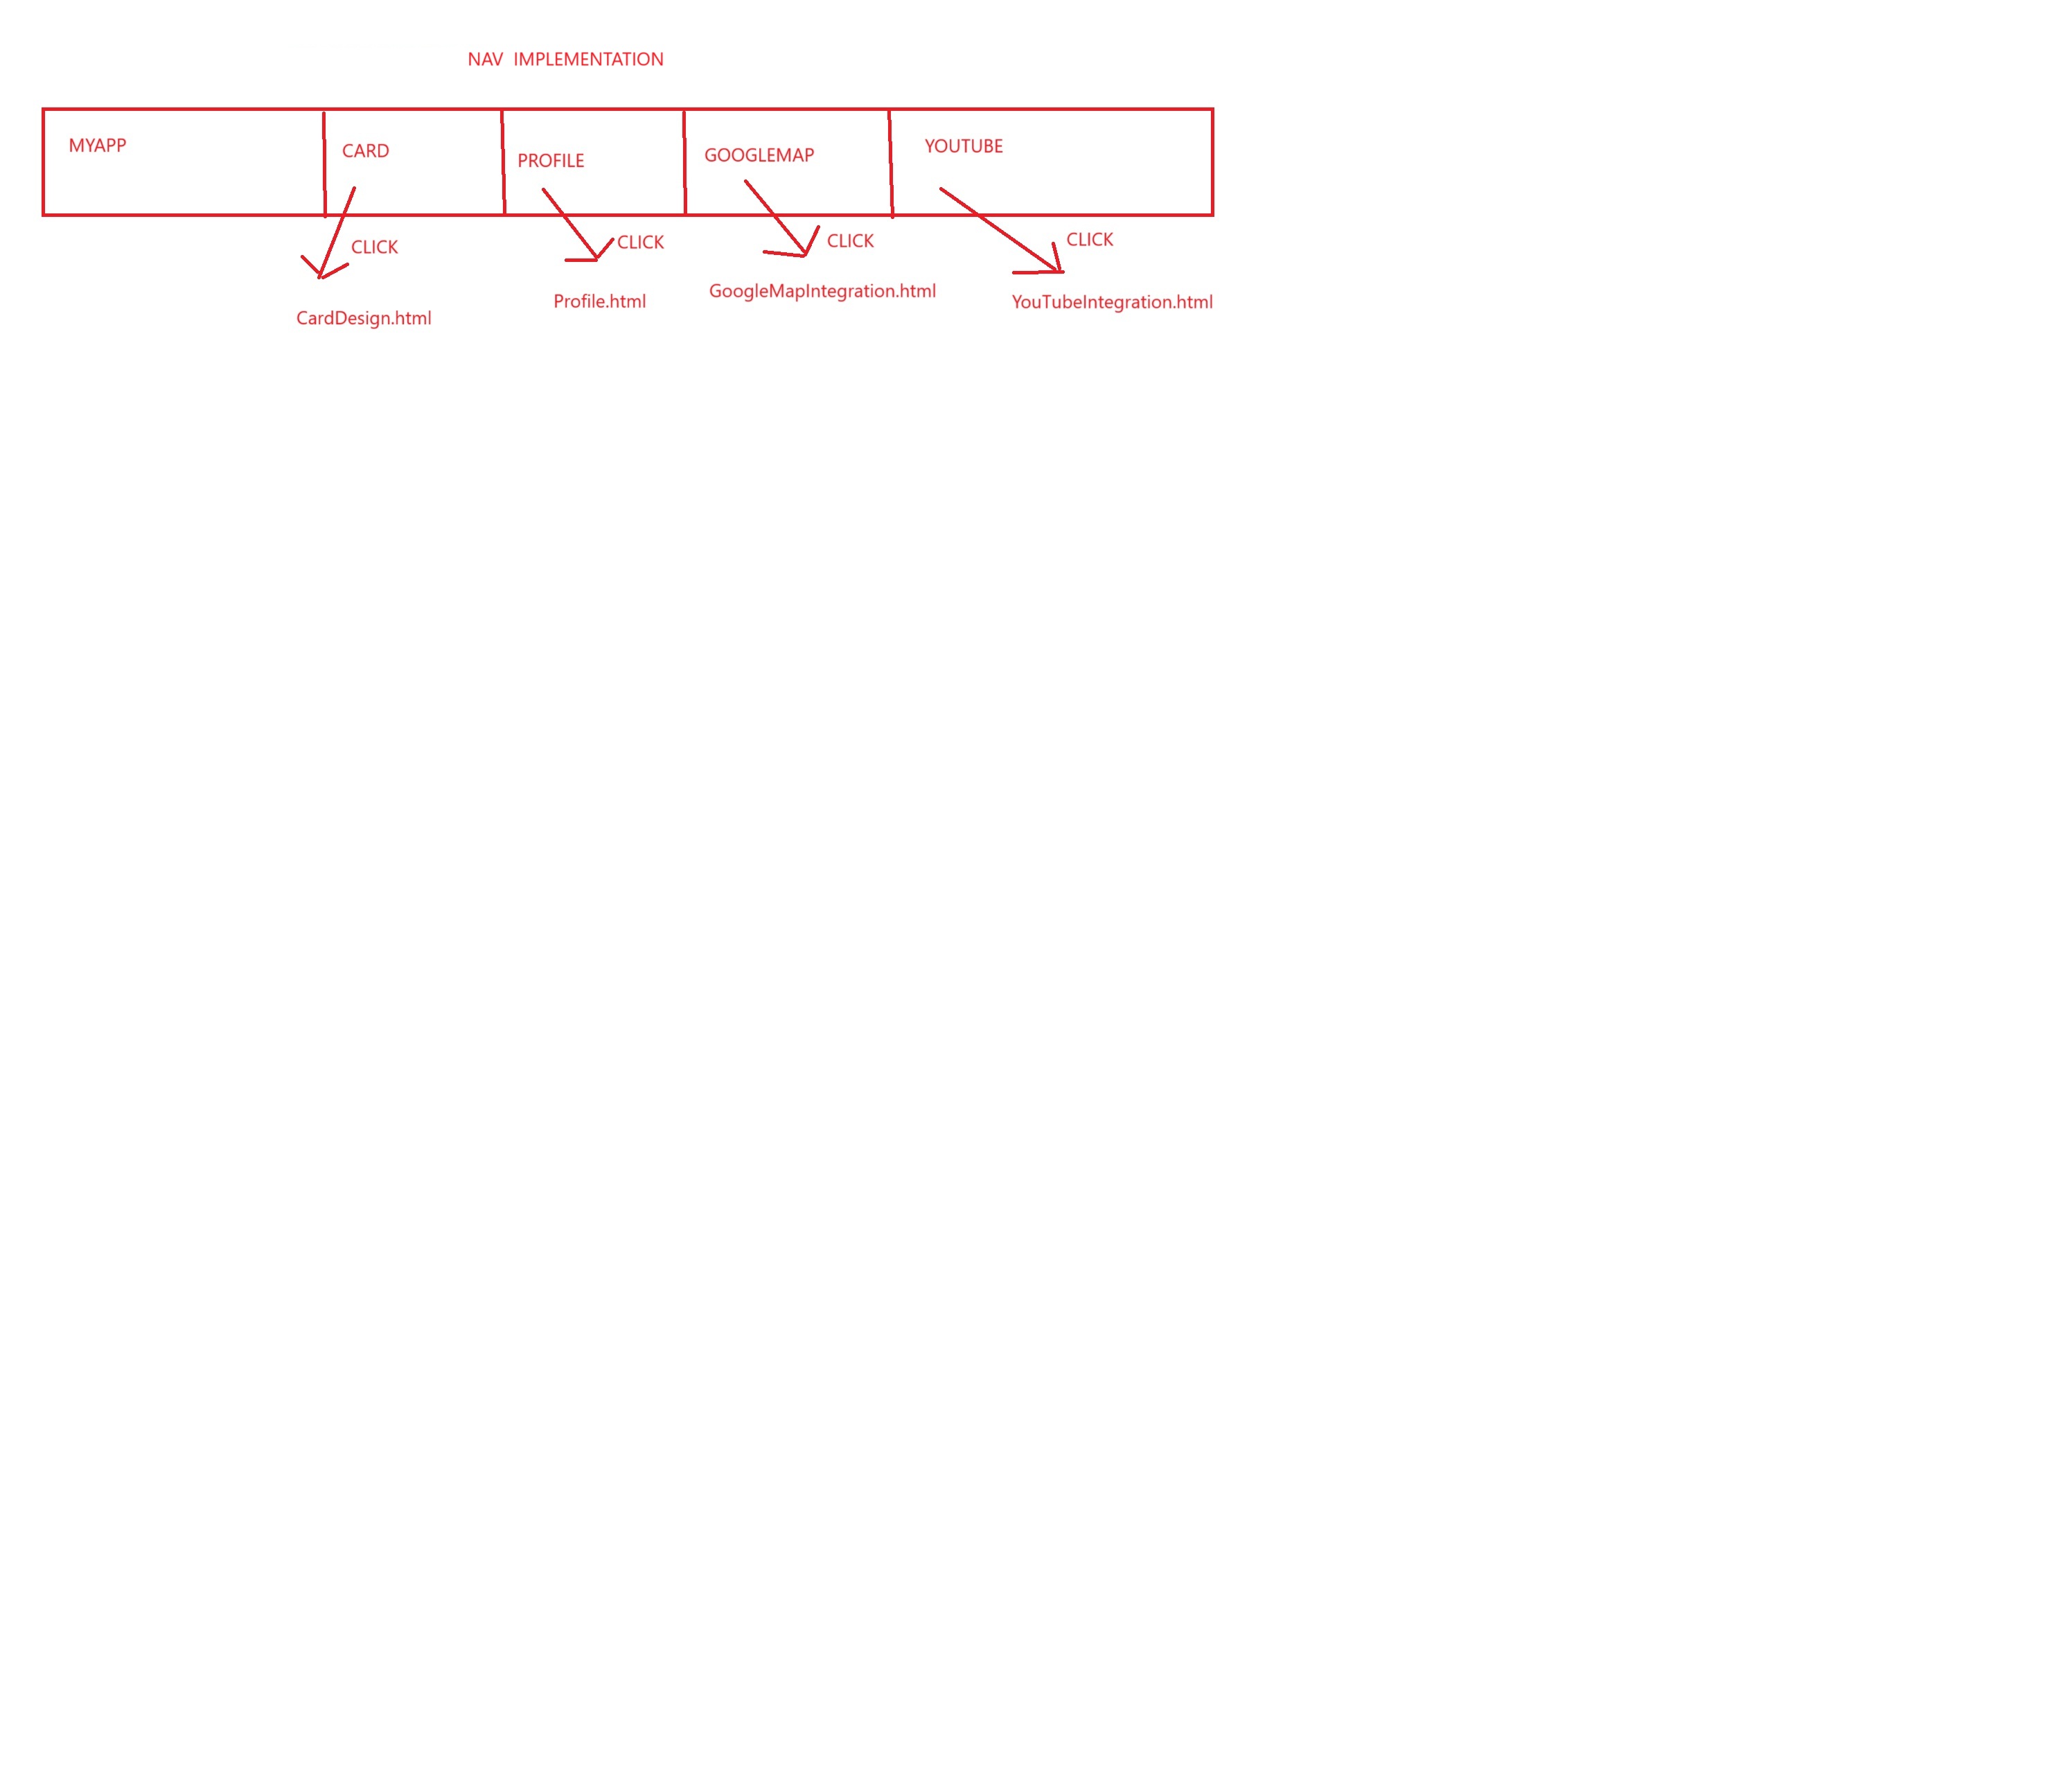 NAV IMPLEMENTATION
MYAPP
CARD
PROFILE
GOOGLEMAP
YOUTUBE
CLICK
CLICK
CLICK
CLICK
CardDesign.html
Profile.html
GoogleMapIntegration.html
YouTubeIntegration.html